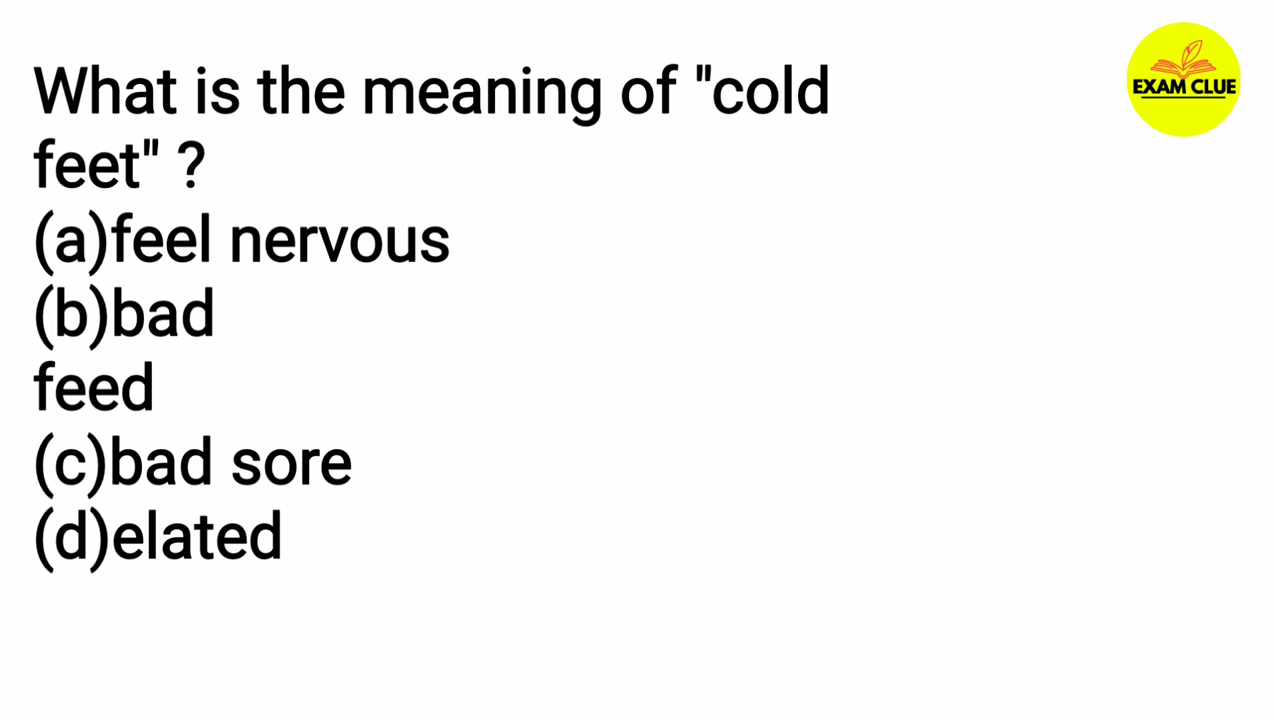 What is the meaning of "cold
feet" ?
(a)feel nervous
(b)bad
feed
(c)bad sore
(d)elated
EXAM CLUE